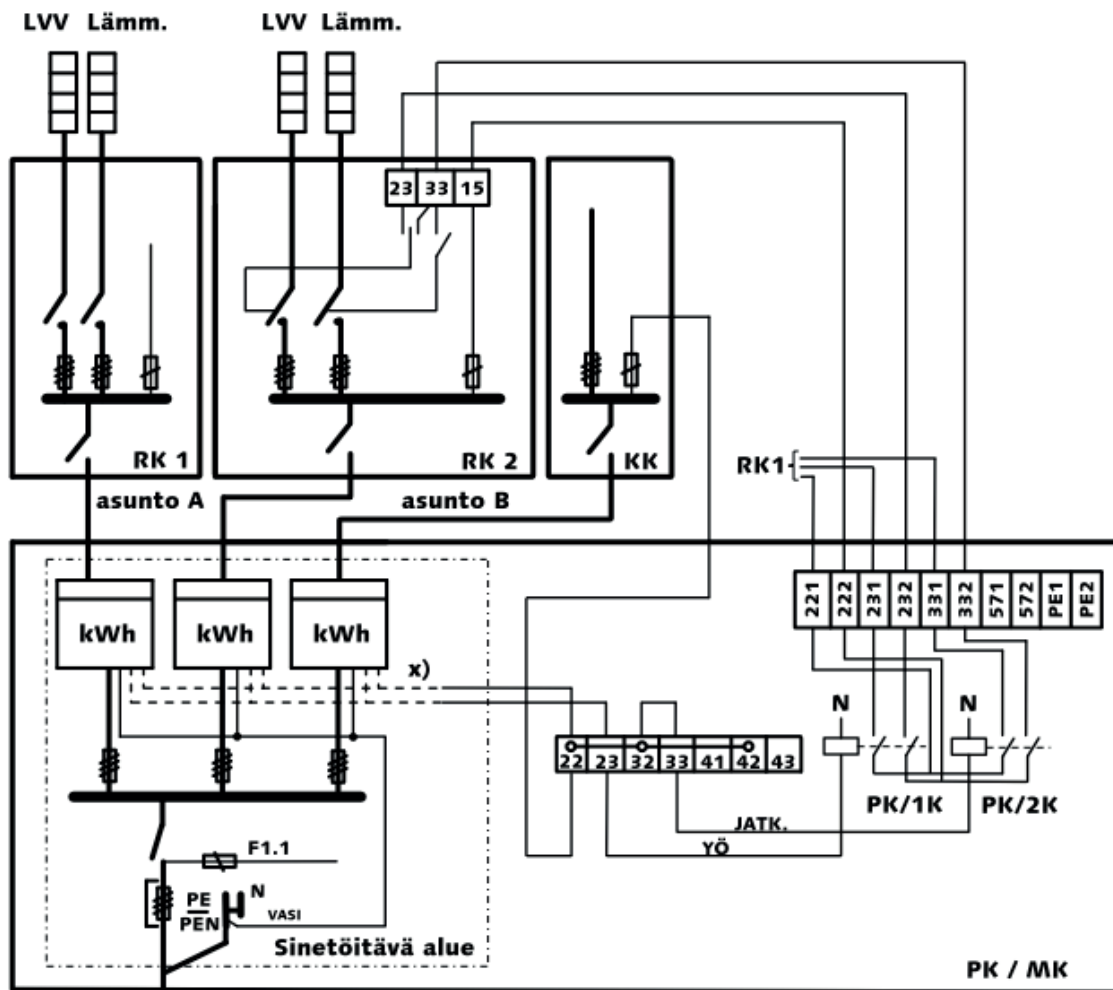 LVV Lämm. LVV Lämm.
23 33 15
RK 1 RK 2 KK
asunto A asunto B
RK1
221 222 231 232 331 332 571 572 PE1 PE2
kWh kWh kWh
x)
N N
22 23 32 33 41 42 43
PK/1K PK/2K
JATK.
YÖ
F1.1
PE
PEN
N
VASI
Sinetöitävä alue
PK / MK